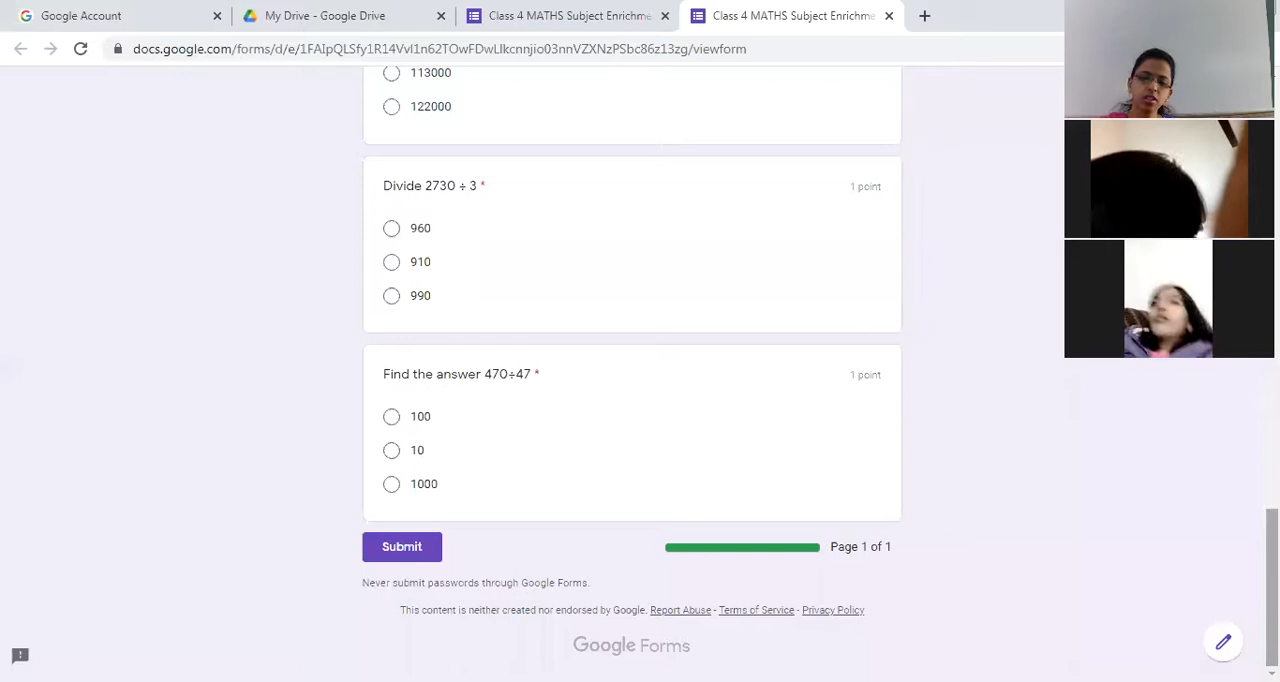 Google Account
My Drive - Google Drive
Class 4 MATHS Subject Enrichme
Class 4 MATHS Subject Enrichme
docs.google.com/forms/d/e/1FAIpQLSfy1R14Vvl1n62TOwFDwLlkcnnjio03nnVZXNzPSbc86z13zg/viewform
113000
122000
Divide 2730 ÷ 3 *
1 point
960
910
990
Find the answer 470÷47 *
1 point
100
10
1000
Submit
Page 1 of 1
Never submit passwords through Google Forms.
This content is neither created nor endorsed by Google. Report Abuse - Terms of Service - Privacy Policy
Google Forms